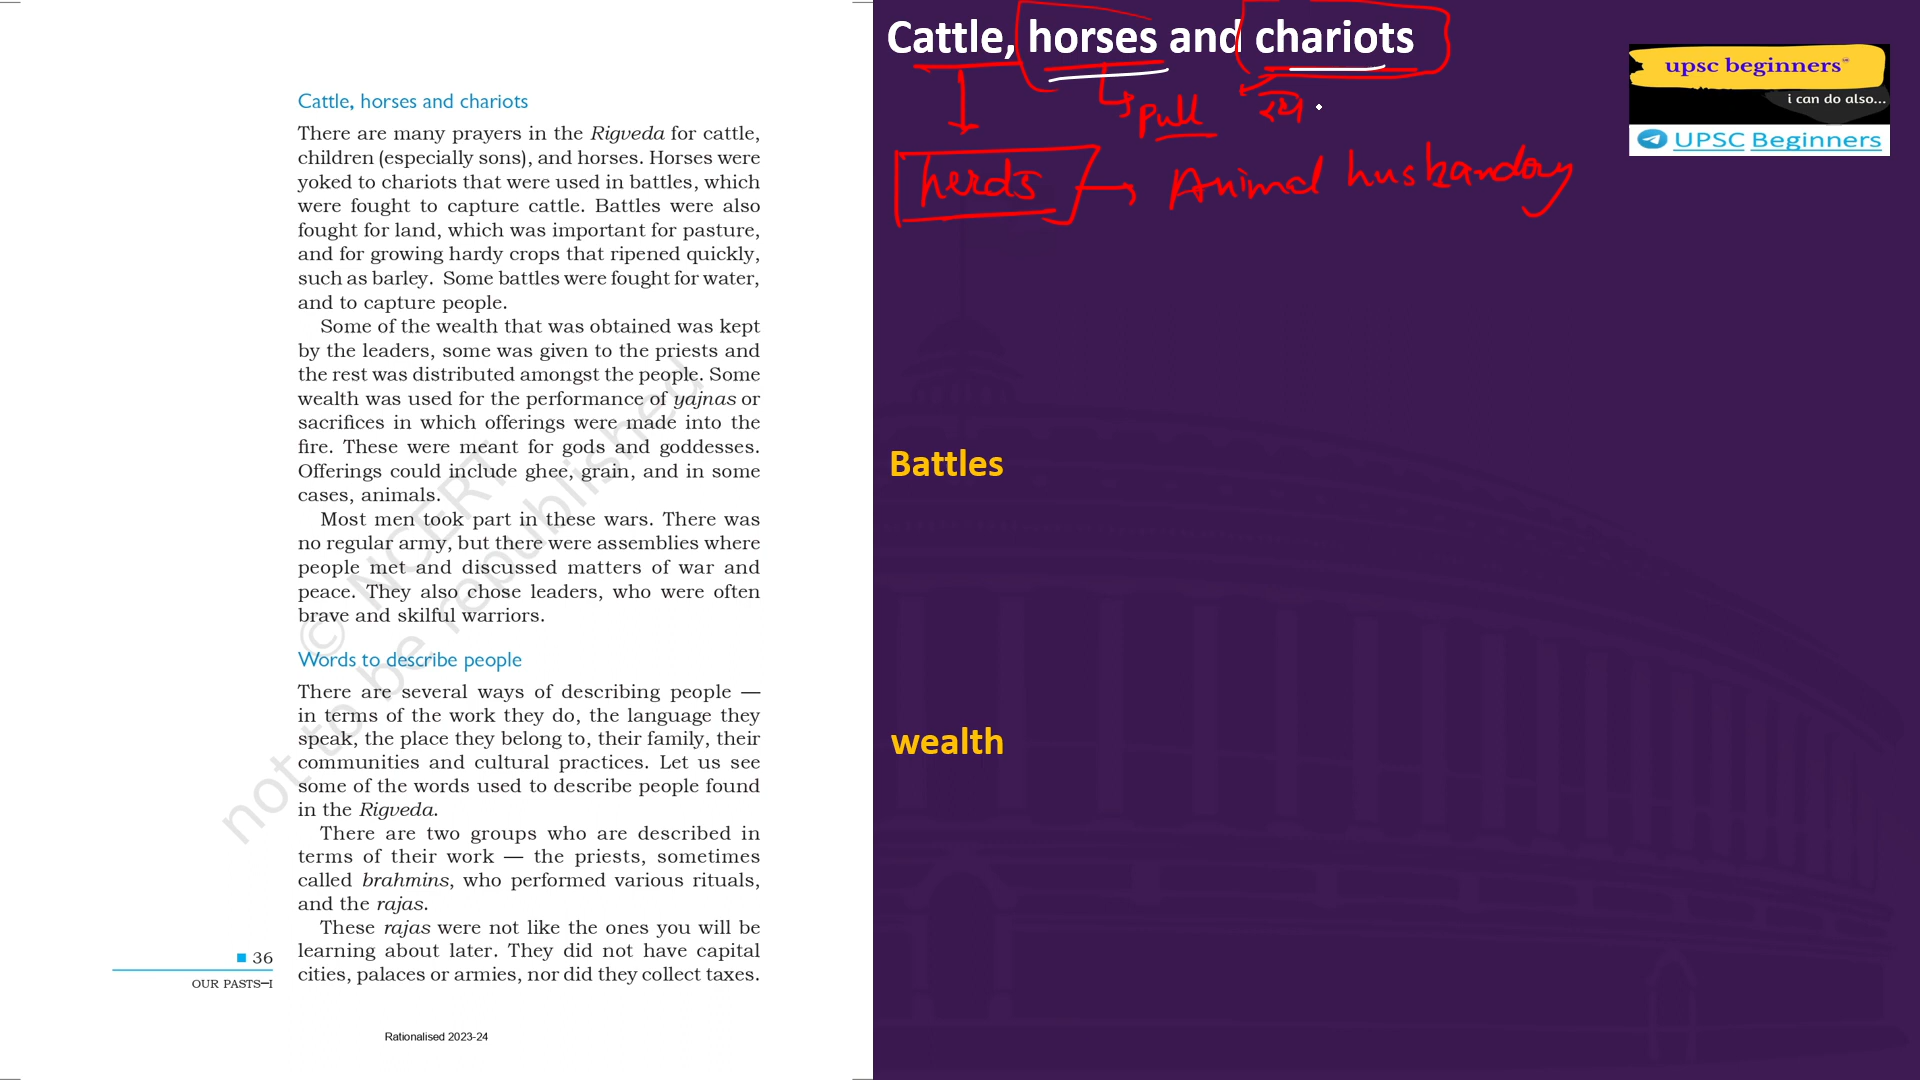 Cattle, horses and chariots
There are many prayers in the Rigveda for cattle,
children (especially sons), and horses. Horses were
yoked to chariots that were used in battles, which
were fought to capture cattle. Battles were also
fought for land, which was important for pasture,
and for growing hardy crops that ripened quickly,
such as barley. Some battles were fought for water,
and to capture people.
Some of the wealth that was obtained was kept
by the leaders, some was given to the priests and
the rest was distributed amongst the people. Some
wealth was used for the performance of yajnas or
sacrifices in which offerings were made into the
fire. These were meant for gods and goddesses.
Offerings could include ghee, grain, and in some
cases, animals.
Most men took part in these wars. There was
no regular army, but there were assemblies where
people met and discussed matters of war and
peace. They also chose leaders, who were often
brave and skilful warriors.
Words to describe people
There are several ways of describing people —
in terms of the work they do, the language they
speak, the place they belong to, their family, their
communities and cultural practices. Let us see
some of the words used to describe people found
in the Rigveda.
There are two groups who are described in
terms of their work — the priests, sometimes
called brahmins, who performed various rituals,
and the rajas.
These rajas were not like the ones you will be
learning about later. They did not have capital
cities, palaces or armies, nor did they collect taxes.
36
OUR PASTS–I
Rationalised 2023-24
© NCERT
not to be republished
Cattle, horses and chariots
pull रथ
herds → Animal husbandry
Battles
wealth
upsc beginners
i can do also...
UPSC Beginners